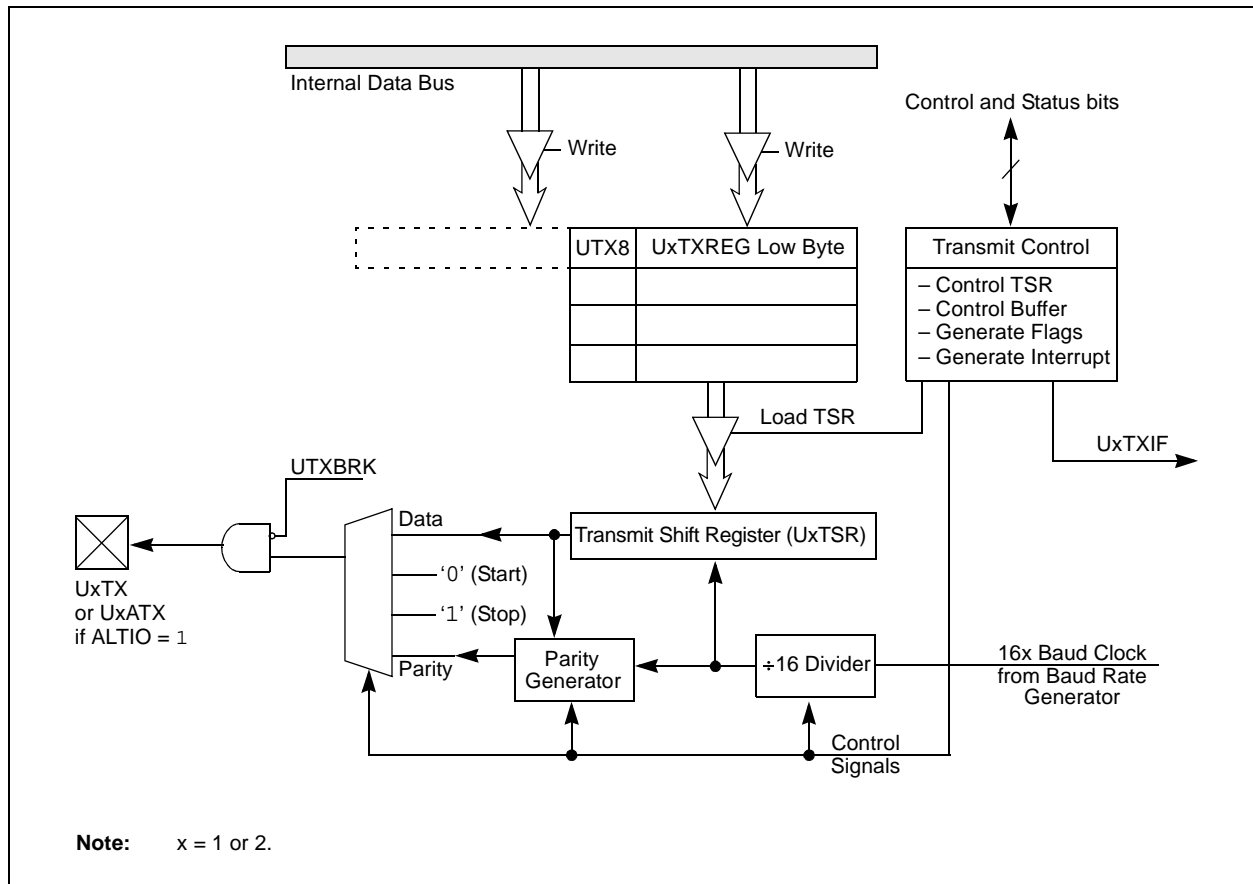 Internal Data Bus
Control and Status bits
Write
Write
UTX8
UxTXREG Low Byte
Transmit Control
– Control TSR
– Control Buffer
– Generate Flags
– Generate Interrupt
Load TSR
UxTXIF
UTXBRK
Data
Transmit Shift Register (UxTSR)
UxTX
or UxATX
if ALTIO = 1
‘0’ (Start)
‘1’ (Stop)
Parity
Parity
Generator
÷16 Divider
16x Baud Clock
from Baud Rate
Generator
Control
Signals
Note: x = 1 or 2.